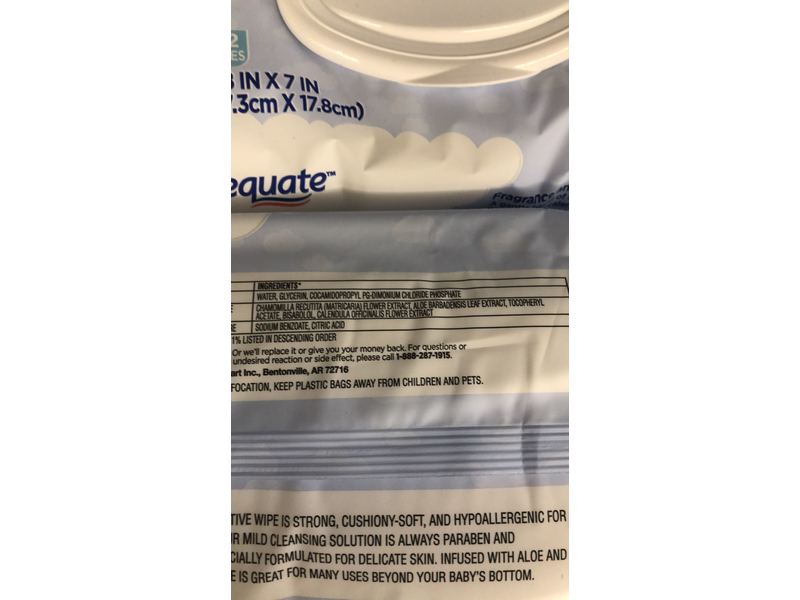 2
ES
IN X 7 IN
.3cm X 17.8cm)
equate™
Fragrance
INGREDIENTS*
WATER, GLYCERIN, COCAMIDOPROPYL PG-DIMONIUM CHLORIDE PHOSPHATE
E CHAMOMILLA RECUTITA (MATRICARIA) FLOWER EXTRACT, ALOE BARBADENSIS LEAF EXTRACT, TOCOPHERYL
ACETATE, BISABOLOL, CALENDULA OFFICINALIS FLOWER EXTRACT
GE SODIUM BENZOATE, CITRIC ACID
1% LISTED IN DESCENDING ORDER
Or we'll replace it or give you your money back. For questions or
undesired reaction or side effect, please call 1-888-287-1915.
art Inc., Bentonville, AR 72716
FOCATION, KEEP PLASTIC BAGS AWAY FROM CHILDREN AND PETS.
TIVE WIPE IS STRONG, CUSHIONY-SOFT, AND HYPOALLERGENIC FOR
R MILD CLEANSING SOLUTION IS ALWAYS PARABEN AND
CIALLY FORMULATED FOR DELICATE SKIN. INFUSED WITH ALOE AND
E IS GREAT FOR MANY USES BEYOND YOUR BABY'S BOTTOM.